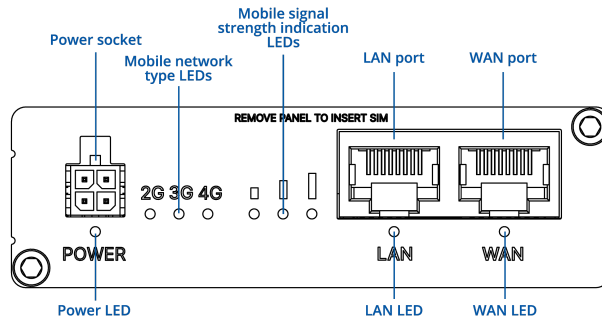 Mobile signal
strength indication
LEDs
Power socket
Mobile network
type LEDs
LAN port
WAN port
REMOVE PANEL TO INSERT SIM
2G 3G 4G
POWER
LAN
WAN
Power LED
LAN LED
WAN LED